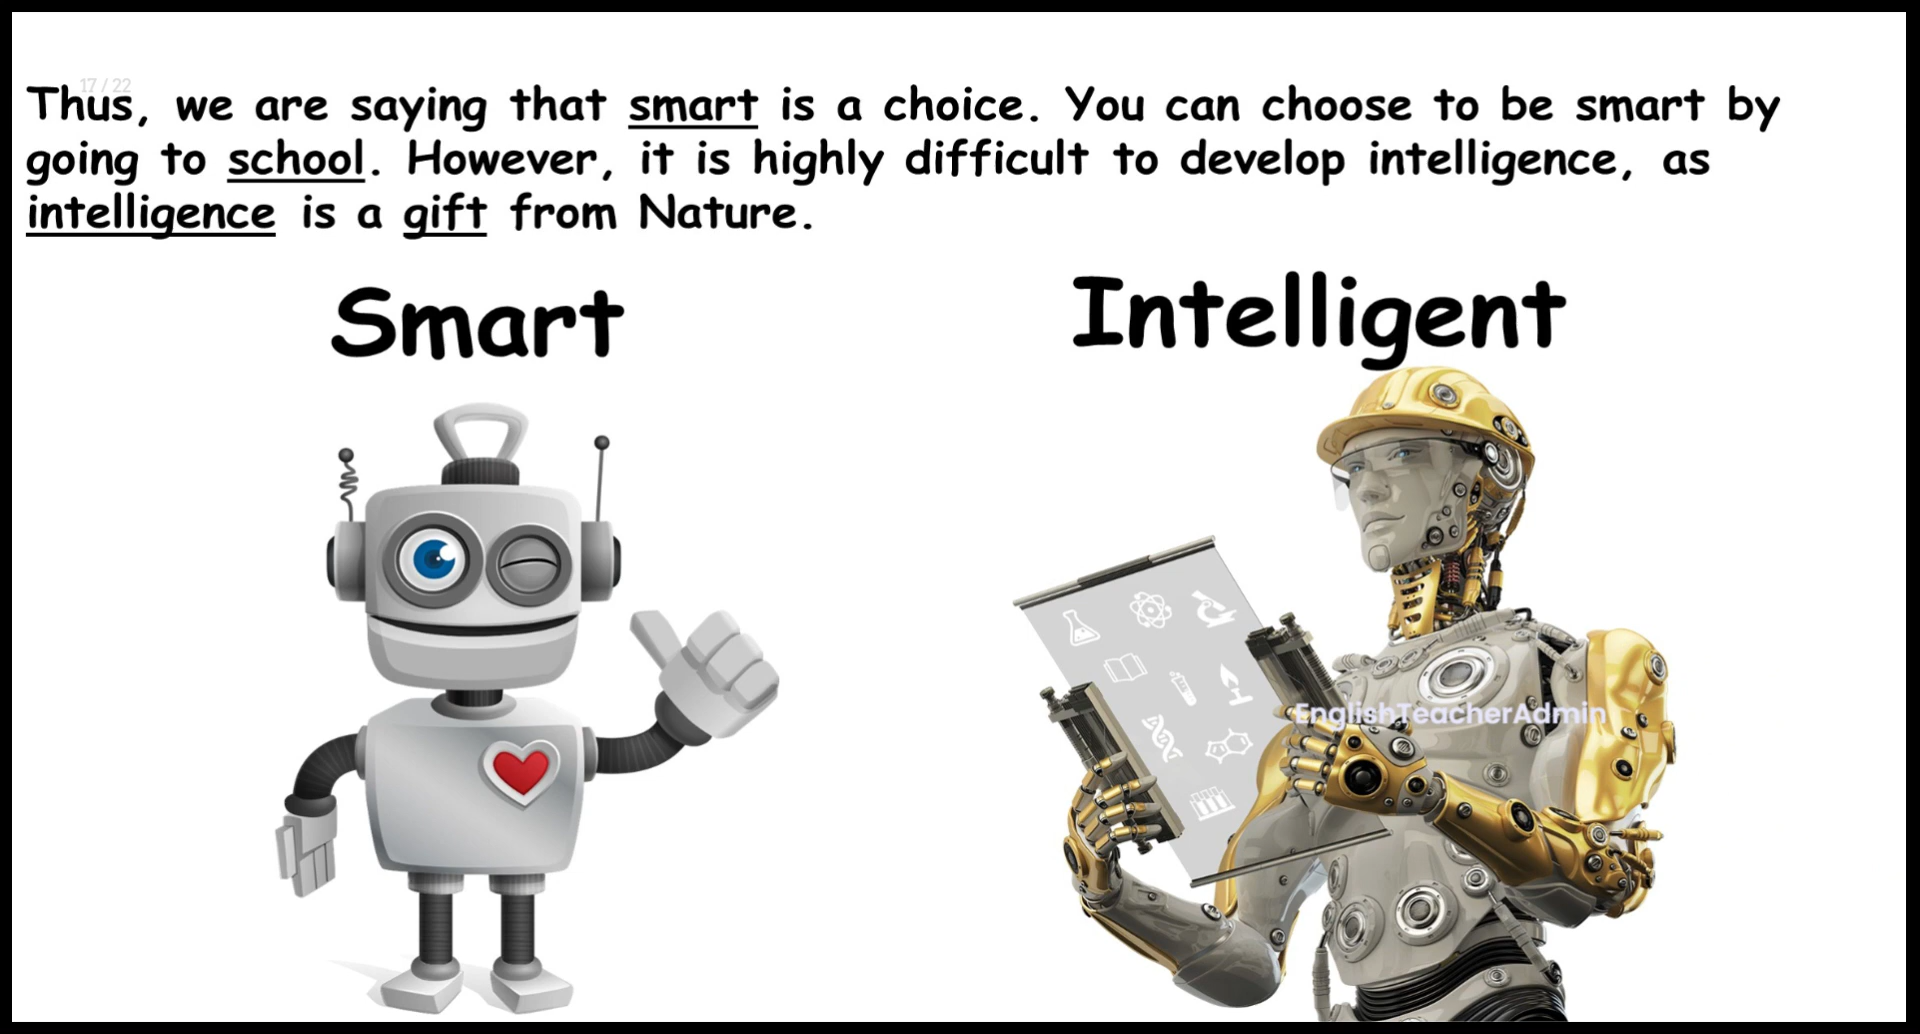 17 / 22
Thus, we are saying that smart is a choice. You can choose to be smart by
going to school. However, it is highly difficult to develop intelligence, as
intelligence is a gift from Nature.
Smart
Intelligent
EnglishTeacherAdmin